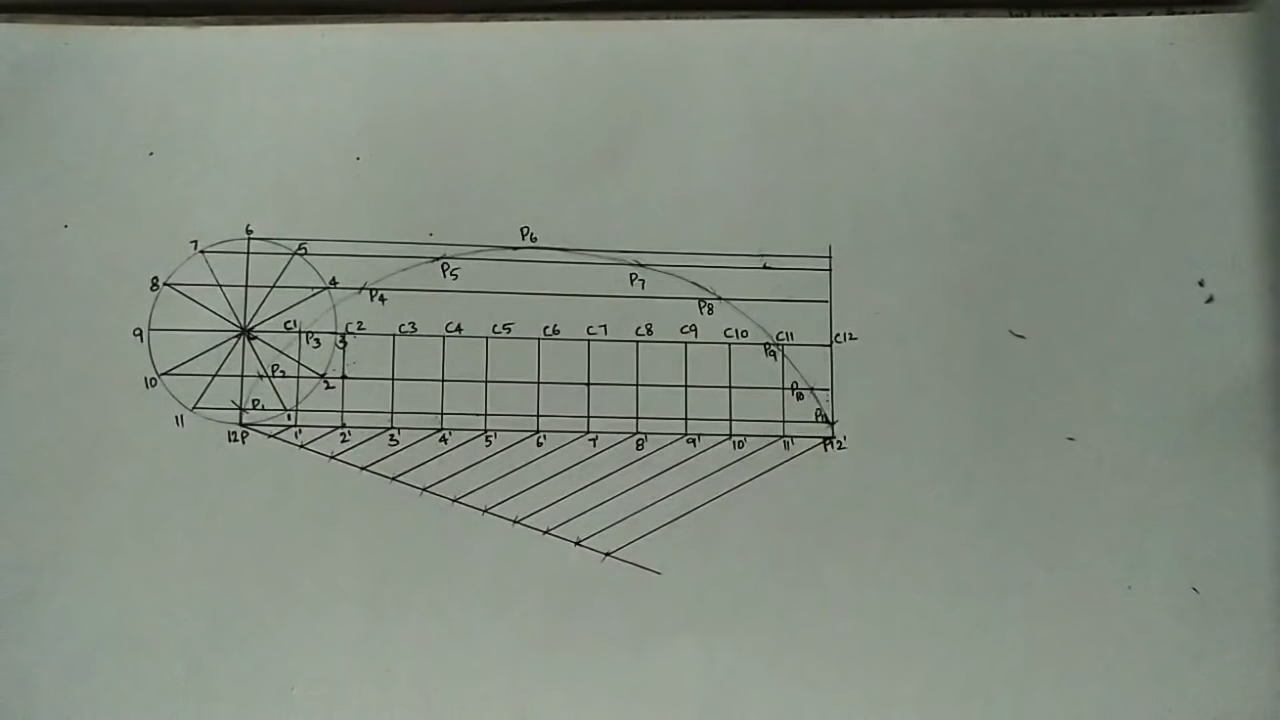 6 P6
7 5
P5 P7
8 4 P4 P8
9 C C1 P3 3 C2 C3 C4 C5 C6 C7 C8 C9 C10 C11 C12
P9
10 P2 2 P10
11 P1 1 P11
12P 1' 2' 3' 4' 5' 6' 7' 8' 9' 10' 11' P12'